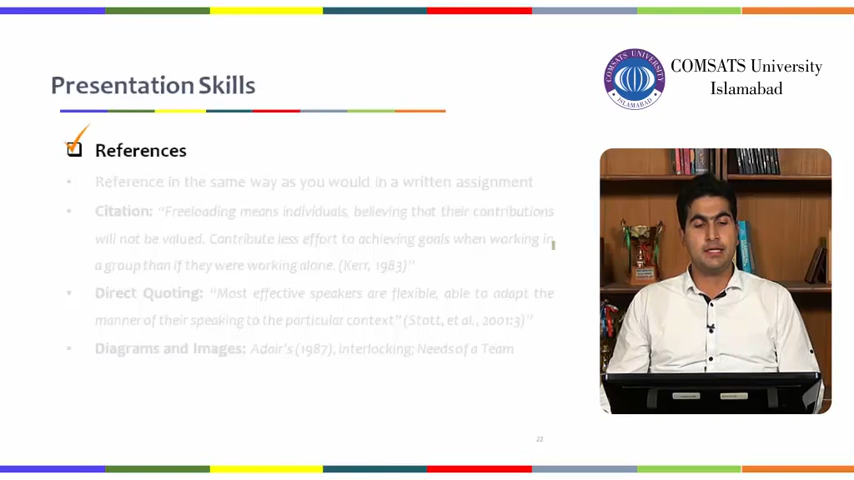 COMSATS University
Islamabad
COMSATS UNIVERSITY
ISLAMABAD
Presentation Skills
References
• Reference in the same way as you would in a written assignment
• Citation: “Freeloading means individuals, believing that their contributions
will not be valued. Contribute less effort to achieving goals when working in
a group than if they were working alone. (Kerr, 1983)”
• Direct Quoting: “Most effective speakers are flexible, able to adapt the
manner of their speaking to the particular context” (Stott, et al., 2001:3)”
• Diagrams and Images: Adair’s (1987), Interlocking; Needs of a Team
22